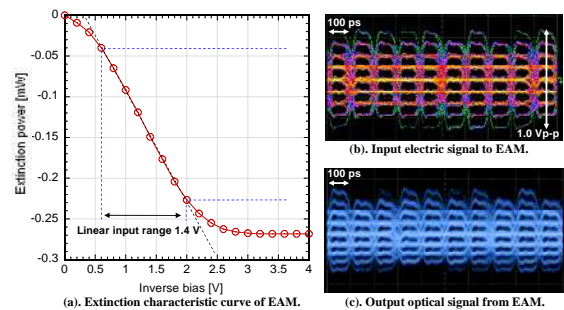 0
-0.05
-0.1
-0.15
-0.2
-0.25
-0.3
Extinction power [mW]
Linear input range 1.4 V
0 0.5 1 1.5 2 2.5 3 3.5 4
Inverse bias [V]
(a). Extinction characteristic curve of EAM.
100 ps
1.0 Vp-p
(b). Input electric signal to EAM.
100 ps
(c). Output optical signal from EAM.